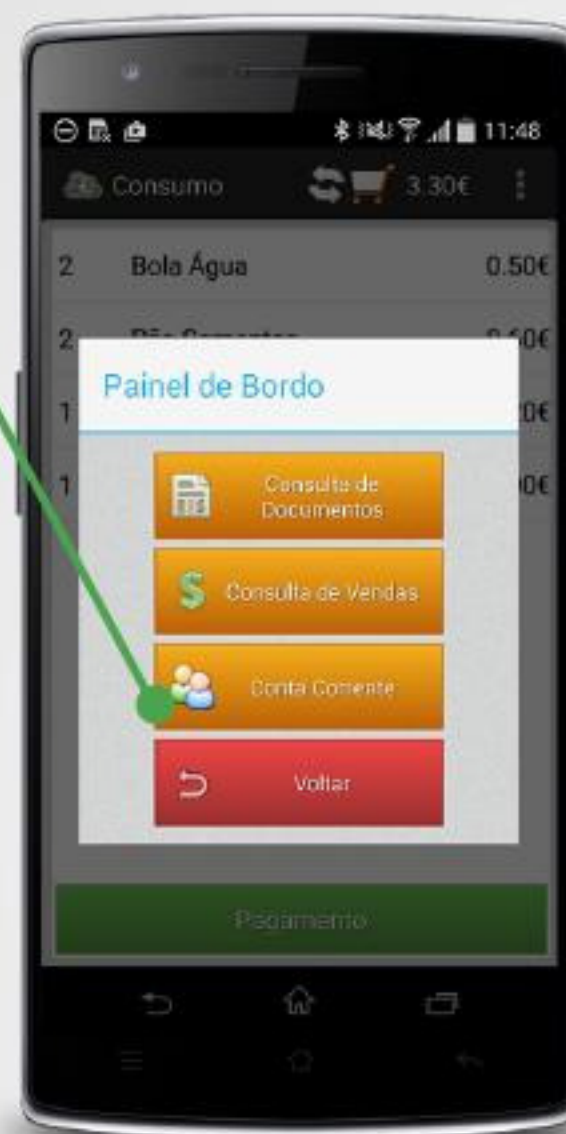 11:48
Consumo 3.30€
2 Bola Água 0.50€
2
1
1
Painel de Bordo
Consulta de
Documentos
Consulta de Vendas
Conta Corrente
Voltar
Pagamento